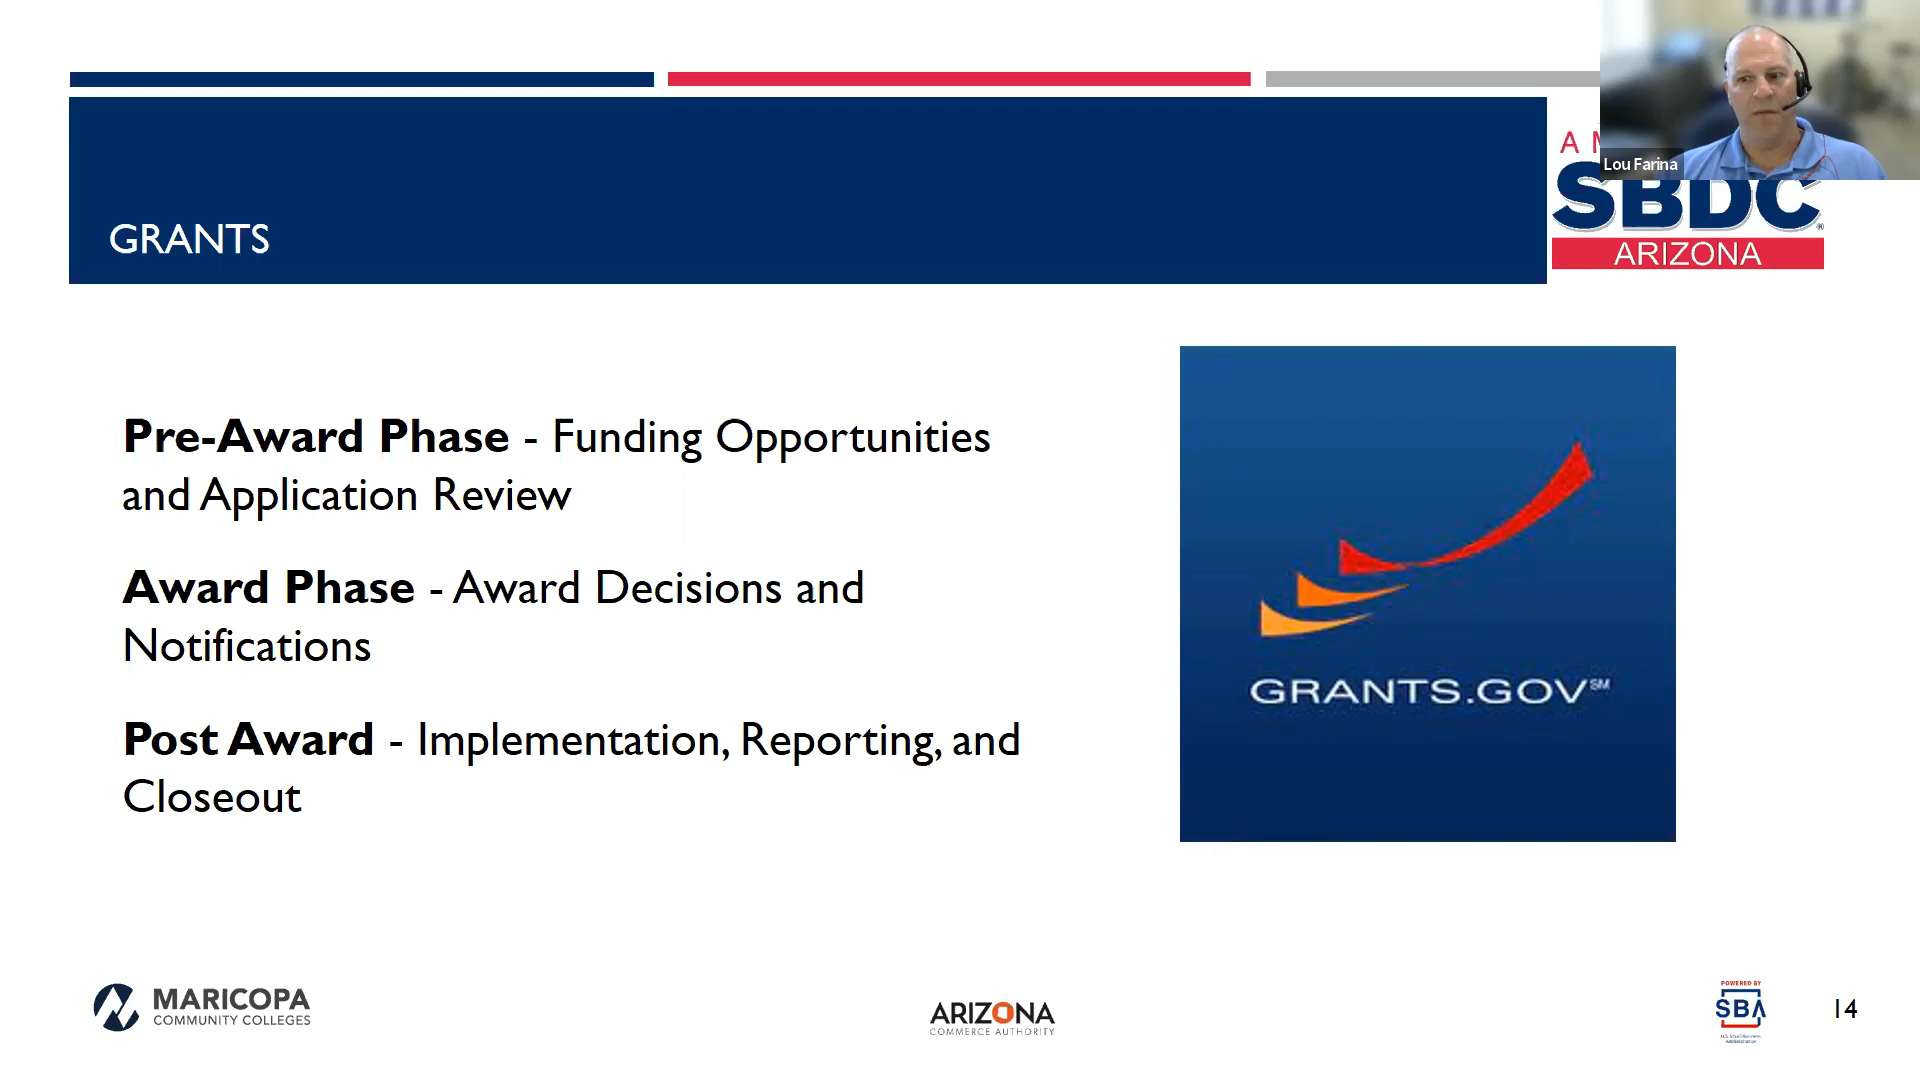 Lou Farina
A
SBDC®
ARIZONA
GRANTS
Pre-Award Phase - Funding Opportunities
and Application Review
Award Phase - Award Decisions and
Notifications
Post Award - Implementation, Reporting, and
Closeout
GRANTS.GOV℠
MARICOPA
COMMUNITY COLLEGES
ARIZONA
COMMERCE AUTHORITY
POWERED BY
SBA
14